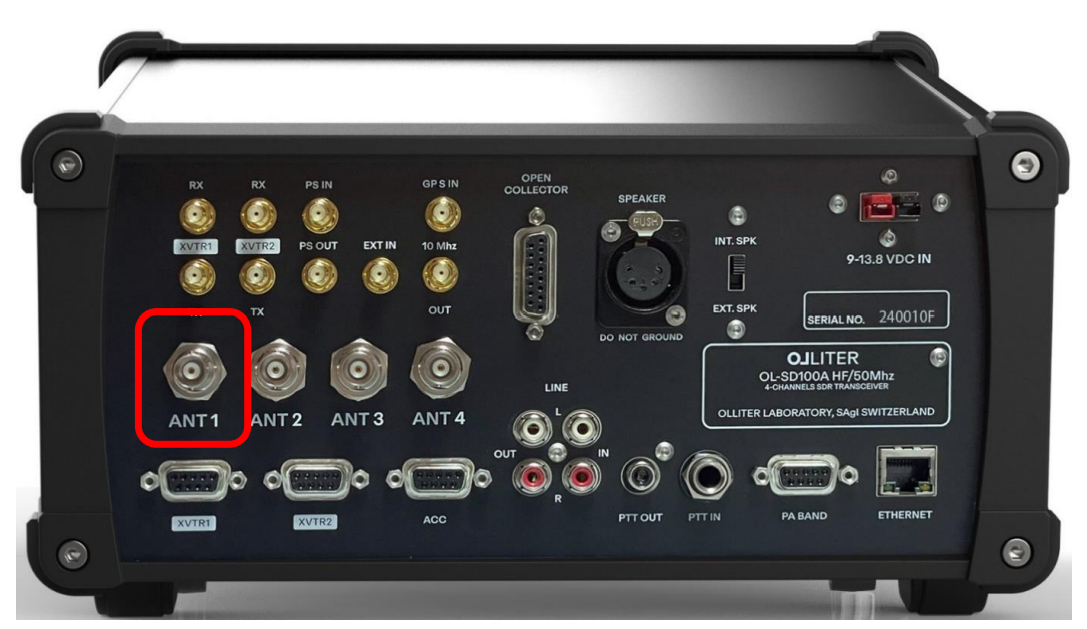 RX RX PS IN GPS IN
OPEN
COLLECTOR
SPEAKER
PUSH
XVTR1 XVTR2 PS OUT EXT IN 10 Mhz
INT. SPK
9-13.8 VDC IN
TX OUT
EXT. SPK
DO NOT GROUND
SERIAL NO. 240010F
OLLITER
OL-SD100A HF/50Mhz
4-CHANNELS SDR TRANSCEIVER
OLLITER LABORATORY, SAgl SWITZERLAND
ANT 1 ANT 2 ANT 3 ANT 4
LINE
L
OUT IN
R
XVTR1 XVTR2 ACC
PTT OUT PTT IN PA BAND ETHERNET